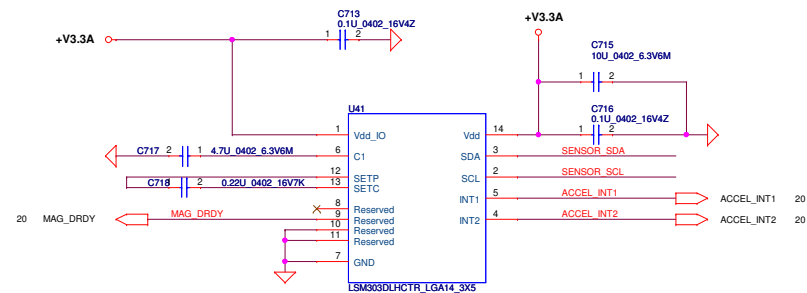 C713
0.1U_0402_16V4Z
+V3.3A
1 2
+V3.3A
C715
10U_0402_6.3V6M
1 2
C716
0.1U_0402_16V4Z
1 2
U41
1 Vdd_IO
Vdd 14
C717 2 1 4.7U_0402_6.3V6M
6 C1
SDA 3 SENSOR_SDA
12 SETP
SCL 2 SENSOR_SCL
C718 1 2 0.22U_0402_16V7K
13 SETC
INT1 5 ACCEL_INT1
ACCEL_INT1 20
8 Reserved
20 MAG_DRDY
MAG_DRDY
9 Reserved
INT2 4 ACCEL_INT2
ACCEL_INT2 20
10 Reserved
11 Reserved
7 GND
LSM303DLHCTR_LGA14_3X5